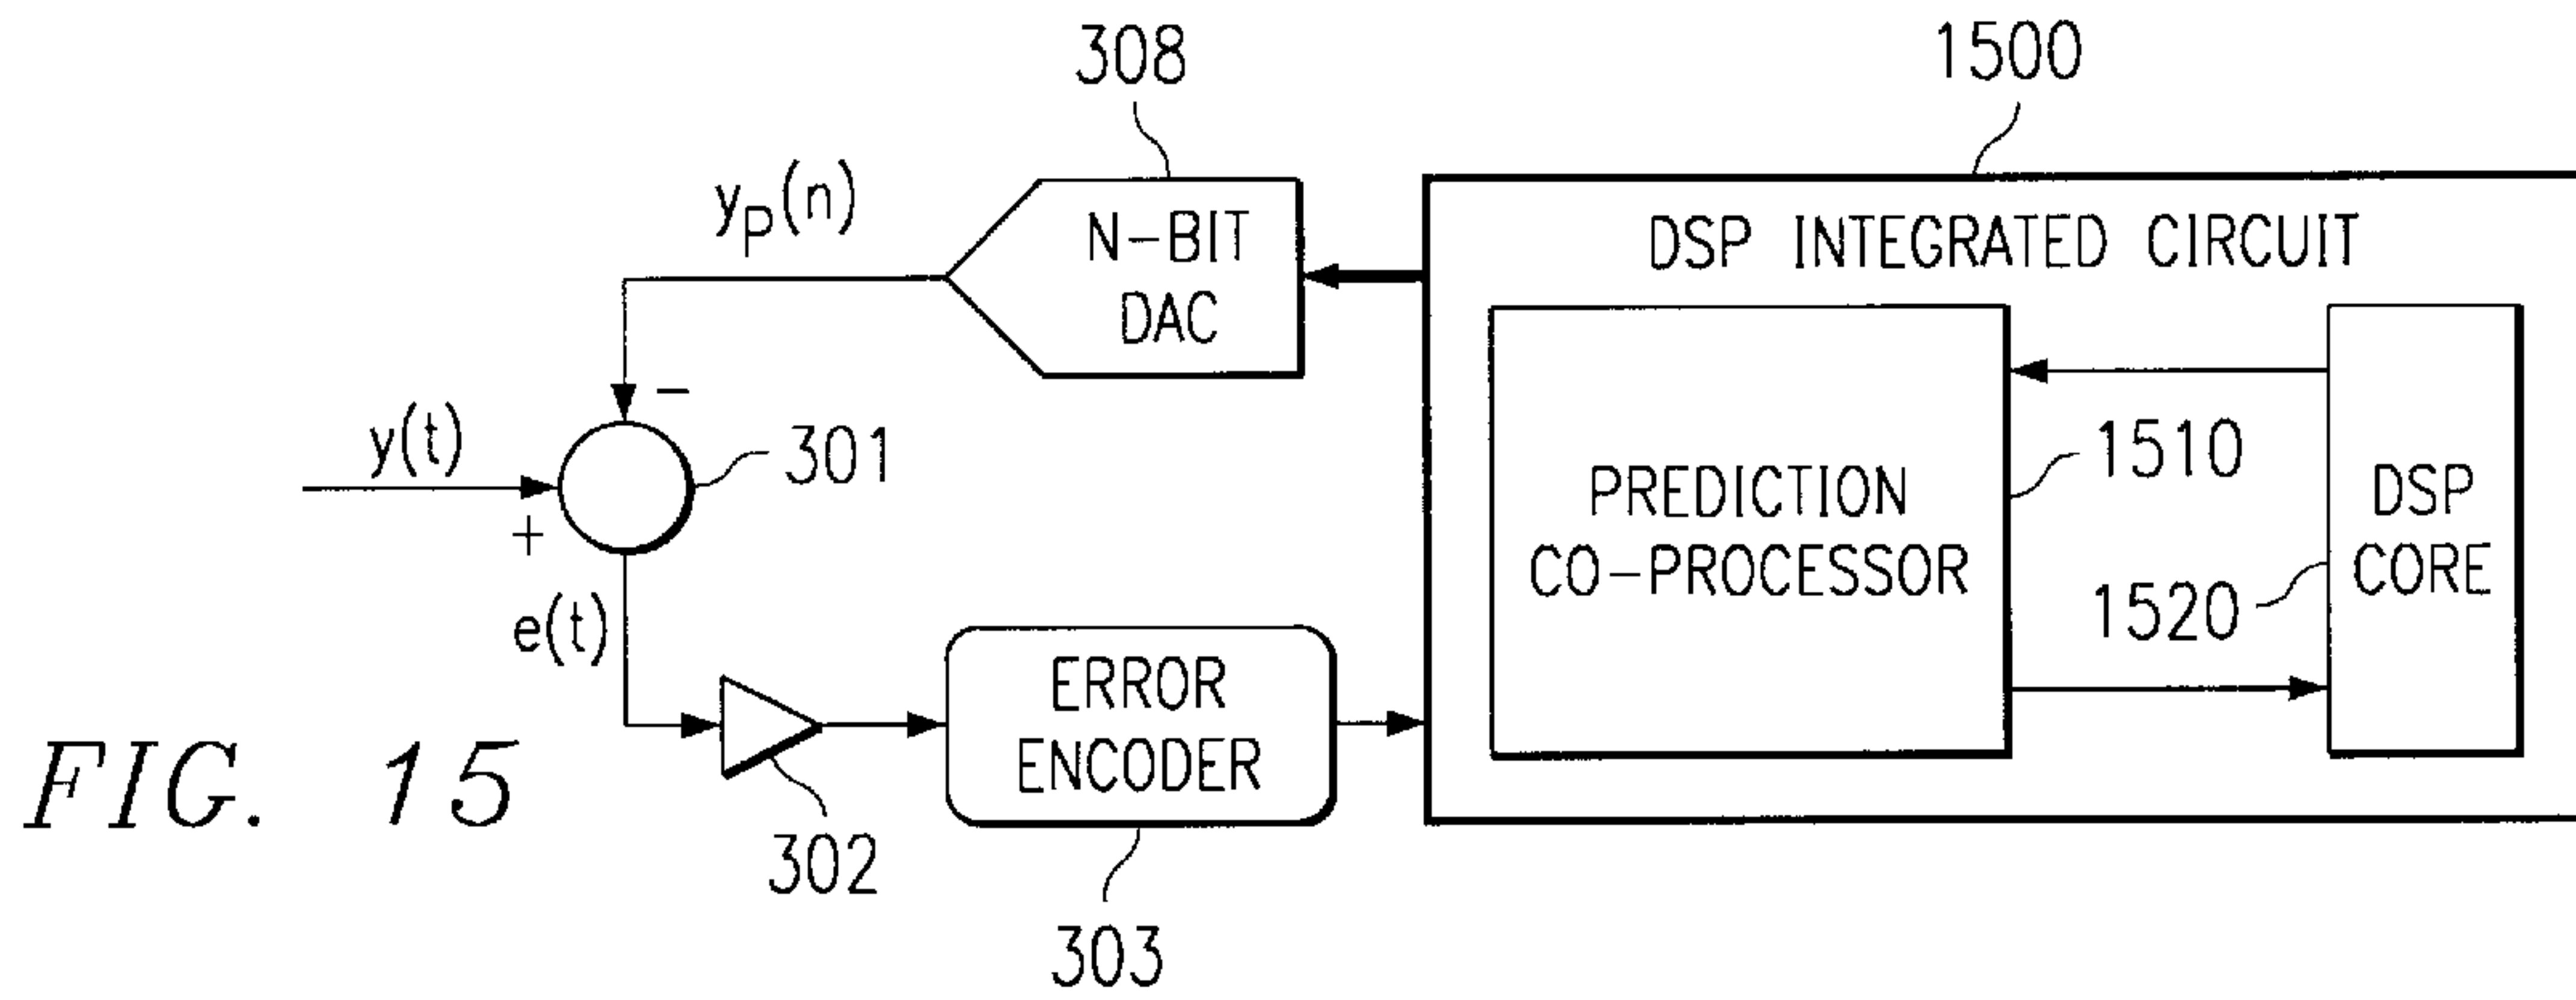 308
1500
y_P(n)
N-BIT
DAC
DSP INTEGRATED CIRCUIT
y(t)
-
+
301
PREDICTION
CO-PROCESSOR
1510
DSP
CORE
1520
e(t)
ERROR
ENCODER
302
303
FIG. 15